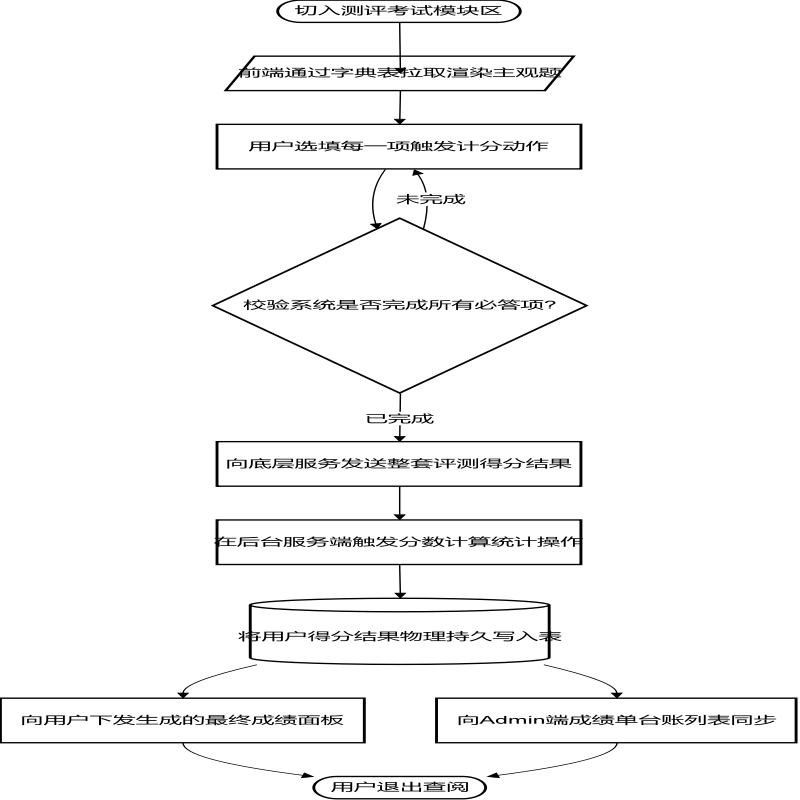 切入测评考试模块区
前端通过字典表拉取渲染主观题
用户选填每一项触发计分动作
未完成
校验系统是否完成所有必答项?
已完成
向底层服务发送整套评测得分结果
在后台服务端触发分数计算统计操作
将用户得分结果物理持久写入表
向用户下发生成的最终成绩面板
向Admin端成绩单台账列表同步
用户退出查阅